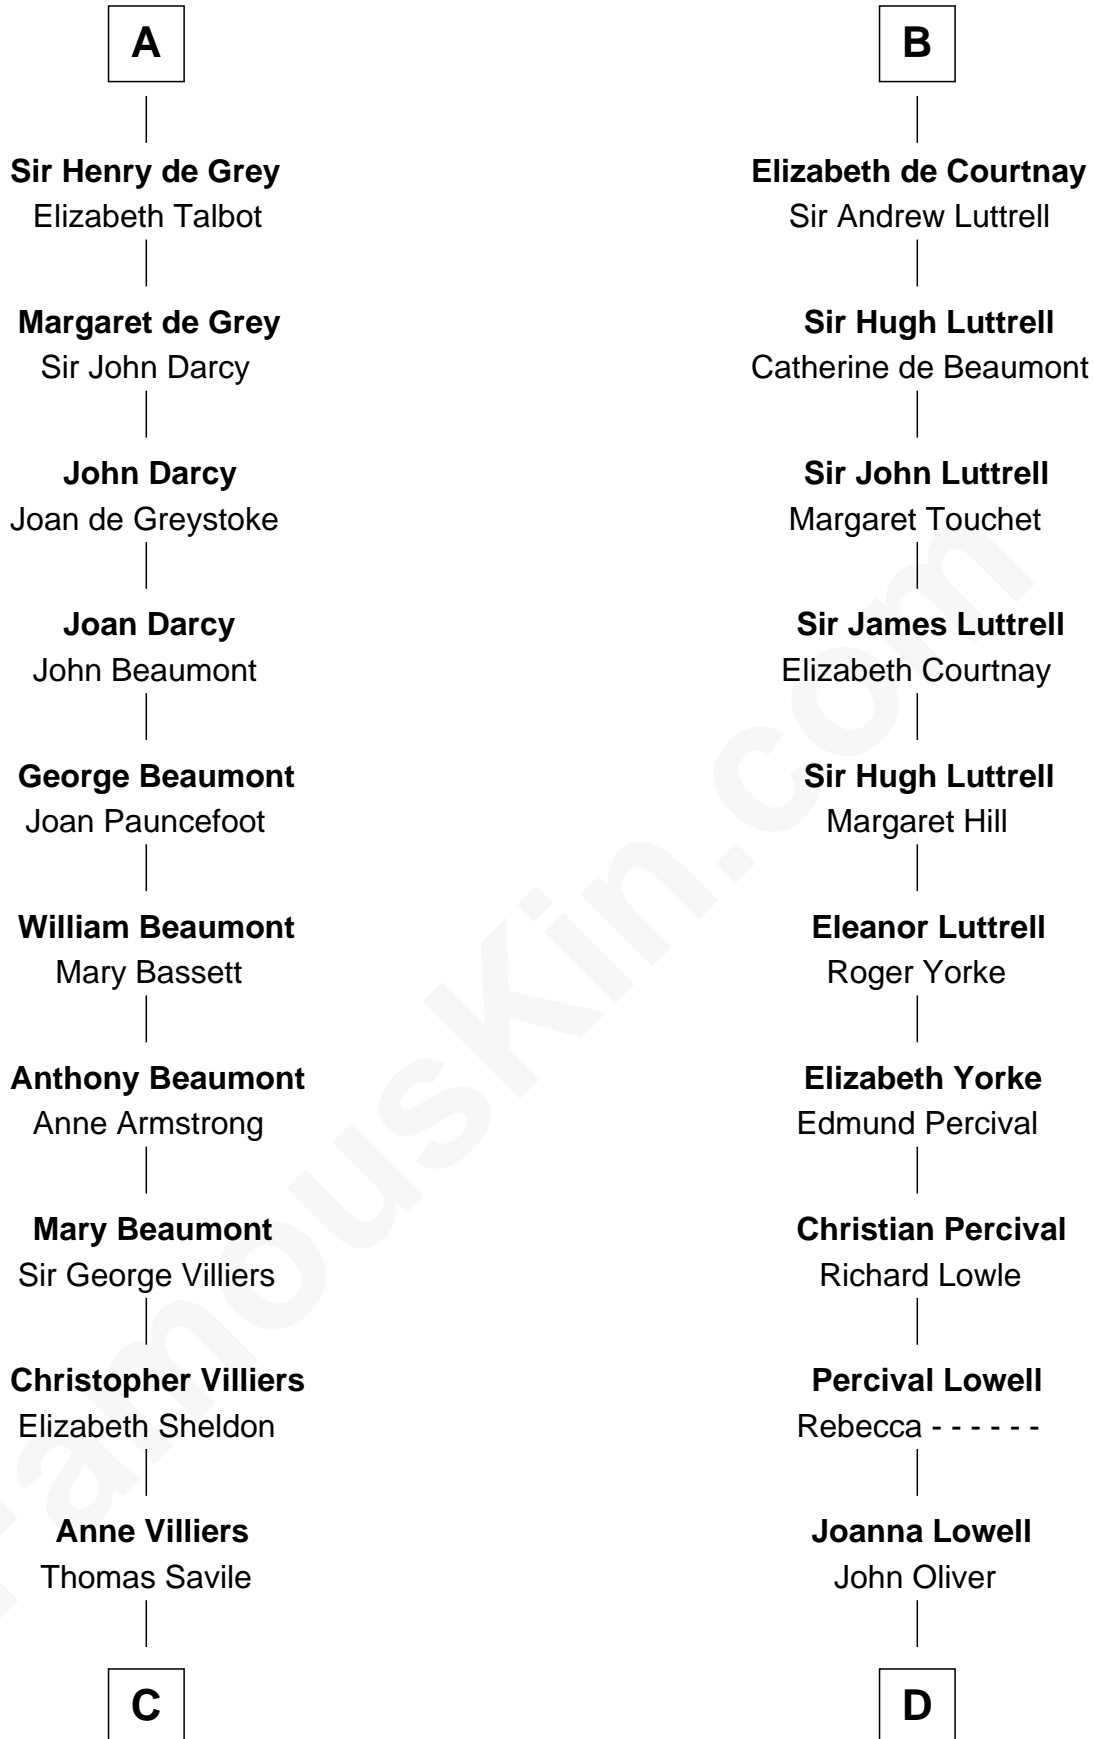 A
Sir Henry de Grey
Elizabeth Talbot
Margaret de Grey
Sir John Darcy
John Darcy
Joan de Greystoke
Joan Darcy
John Beaumont
George Beaumont
Joan Pauncefoot
William Beaumont
Mary Bassett
Anthony Beaumont
Anne Armstrong
Mary Beaumont
Sir George Villiers
Christopher Villiers
Elizabeth Sheldon
Anne Villiers
Thomas Savile
C
B
Elizabeth de Courtnay
Sir Andrew Luttrell
Sir Hugh Luttrell
Catherine de Beaumont
Sir John Luttrell
Margaret Touchet
Sir James Luttrell
Elizabeth Courtnay
Sir Hugh Luttrell
Margaret Hill
Eleanor Luttrell
Roger Yorke
Elizabeth Yorke
Edmund Percival
Christian Percival
Richard Lowle
Percival Lowell
Rebecca - - - - - -
Joanna Lowell
John Oliver
D
FamousKin.com